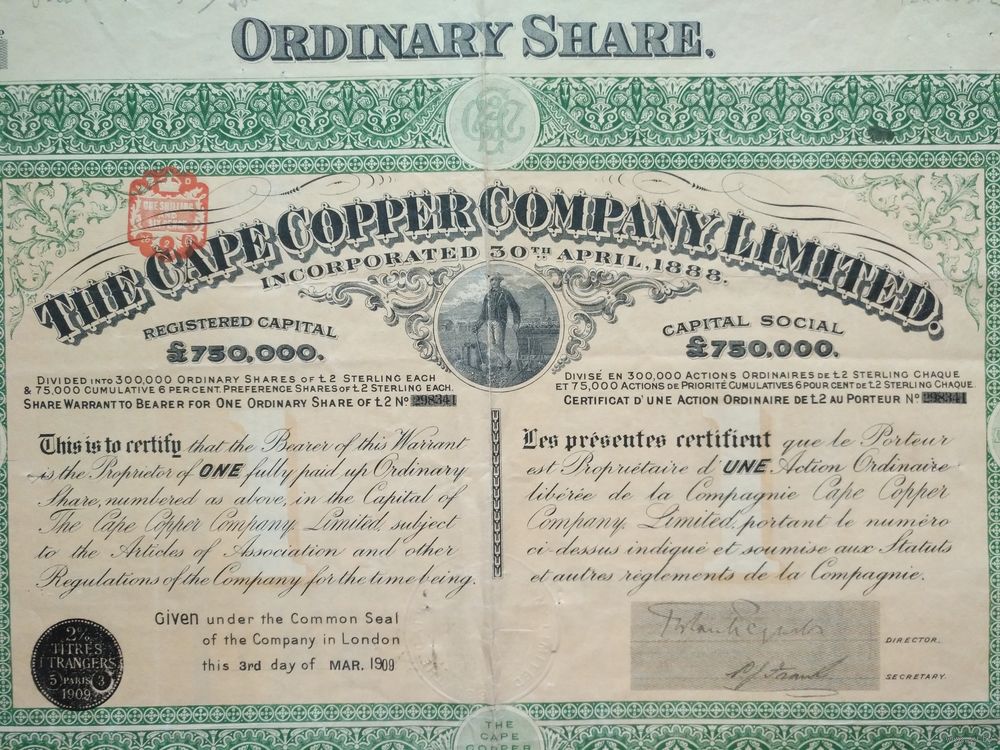 ORDINARY SHARE.
ONE SHILLING
AND
SIX PENCE
THE CAPE COPPER COMPANY, LIMITED.
INCORPORATED 30TH APRIL, 1888.
REGISTERED CAPITAL
£750,000.
DIVIDED INTO 300,000 ORDINARY SHARES OF £2 STERLING EACH
& 75,000 CUMULATIVE 6 PERCENT. PREFERENCE SHARES OF £2 STERLING EACH.
SHARE WARRANT TO BEARER FOR ONE ORDINARY SHARE OF £2 No 298341
CAPITAL SOCIAL
£750,000.
DIVISÉ EN 300,000 ACTIONS ORDINAIRES DE £2 STERLING CHAQUE
ET 75,000 ACTIONS DE PRIORITÉ CUMULATIVES 6 POUR CENT DE £2 STERLING CHAQUE.
CERTIFICAT D'UNE ACTION ORDINAIRE DE £2 AU PORTEUR No 298341
This is to certify that the Bearer of this Warrant
is the Proprietor of ONE fully paid up Ordinary
Share, numbered as above, in the Capital of
The Cape Copper Company Limited, subject
to the Articles of Association and other
Regulations of the Company for the time being.
Les présentes certifient que le Porteur
est Propriétaire d'UNE Action Ordinaire
libérée de la Compagnie Cape Copper
Company, Limited, portant le numéro
ci-dessus indiqué et soumise aux Statuts
et autres règlements de la Compagnie.
Given under the Common Seal
of the Company in London
this 3rd day of MAR. 1909
2%
TITRES
ETRANGERS
5 PARIS 3
1909
DIRECTOR.
SECRETARY.
THE
CAPE
COPPER